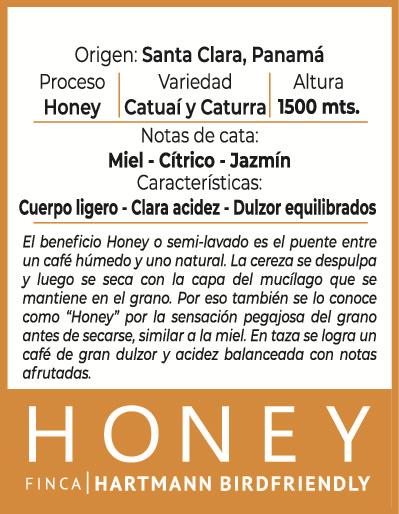 Origen: Santa Clara, Panamá
Proceso Variedad Altura
Honey Catuaí y Caturra 1500 mts.
Notas de cata:
Miel - Cítrico - Jazmín
Características:
Cuerpo ligero - Clara acidez - Dulzor equilibrados
El beneficio Honey o semi-lavado es el puente entre
un café húmedo y uno natural. La cereza se despulpa
y luego se seca con la capa del mucílago que se
mantiene en el grano. Por eso también se lo conoce
como “Honey” por la sensación pegajosa del grano
antes de secarse, similar a la miel. En taza se logra un
café de gran dulzor y acidez balanceada con notas
afrutadas.
HONEY
FINCA|HARTMANN BIRDFRIENDLY